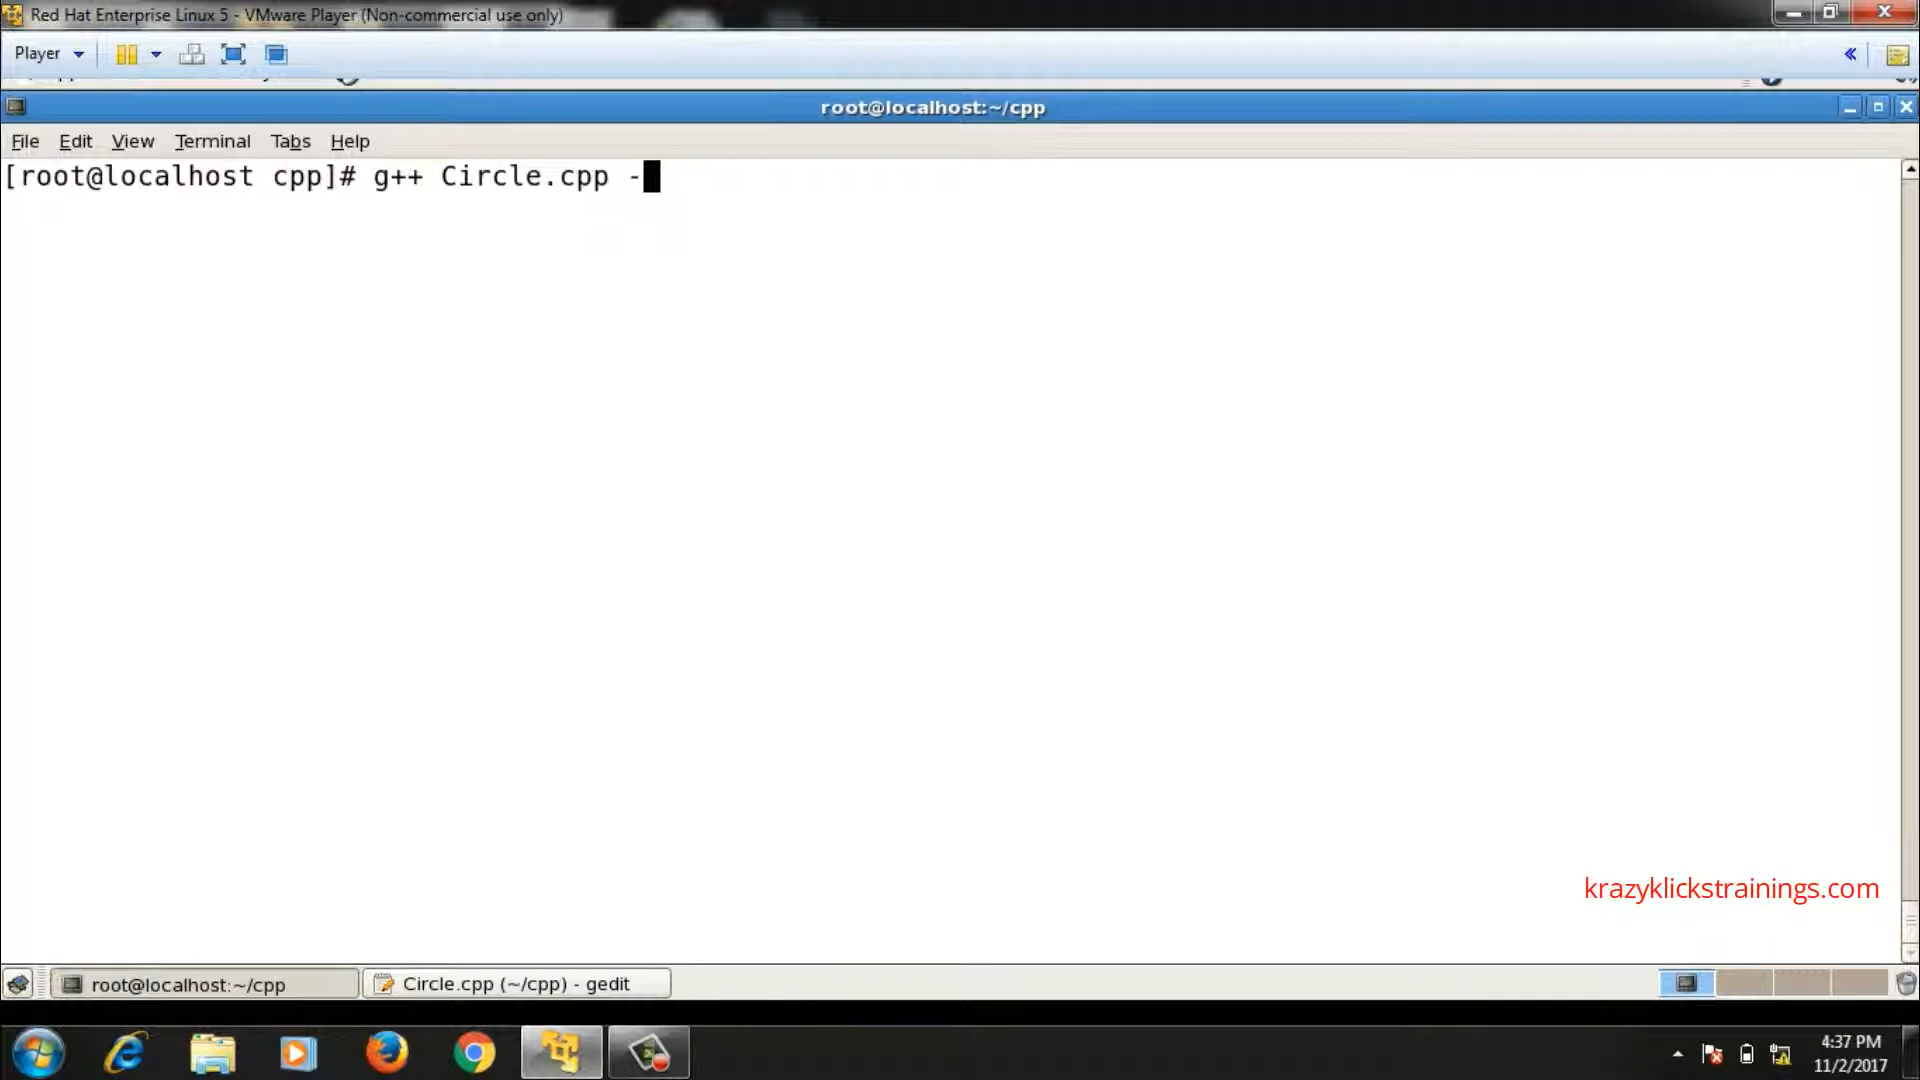 Red Hat Enterprise Linux 5 - VMware Player (Non-commercial use only)
Player
root@localhost:~/cpp
File Edit View Terminal Tabs Help
[root@localhost cpp]# g++ Circle.cpp -
krazyklickstrainings.com
root@localhost:~/cpp
Circle.cpp (~/cpp) - gedit
4:37 PM
11/2/2017